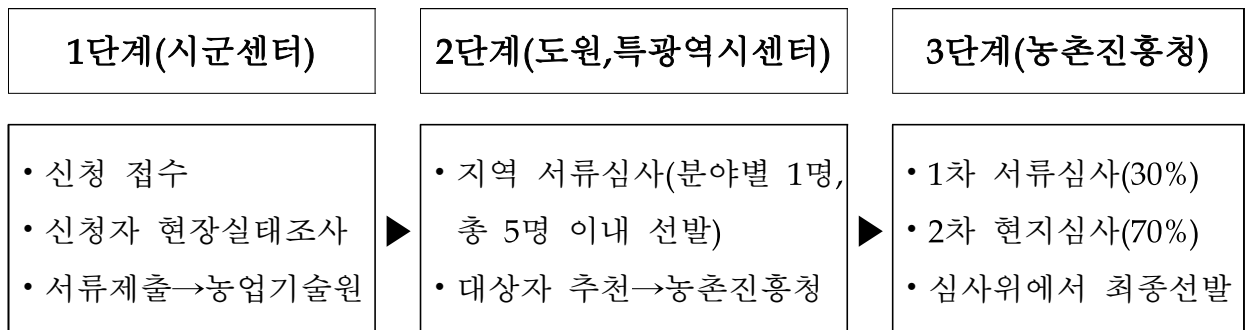 1단계(시군센터)
2단계(도원,특광역시센터)
3단계(농촌진흥청)
· 신청 접수
· 신청자 현장실태조사
· 서류제출→농업기술원
▶
· 지역 서류심사(분야별 1명,
총 5명 이내 선발)
· 대상자 추천→농촌진흥청
▶
· 1차 서류심사(30%)
· 2차 현지심사(70%)
· 심사위에서 최종선발